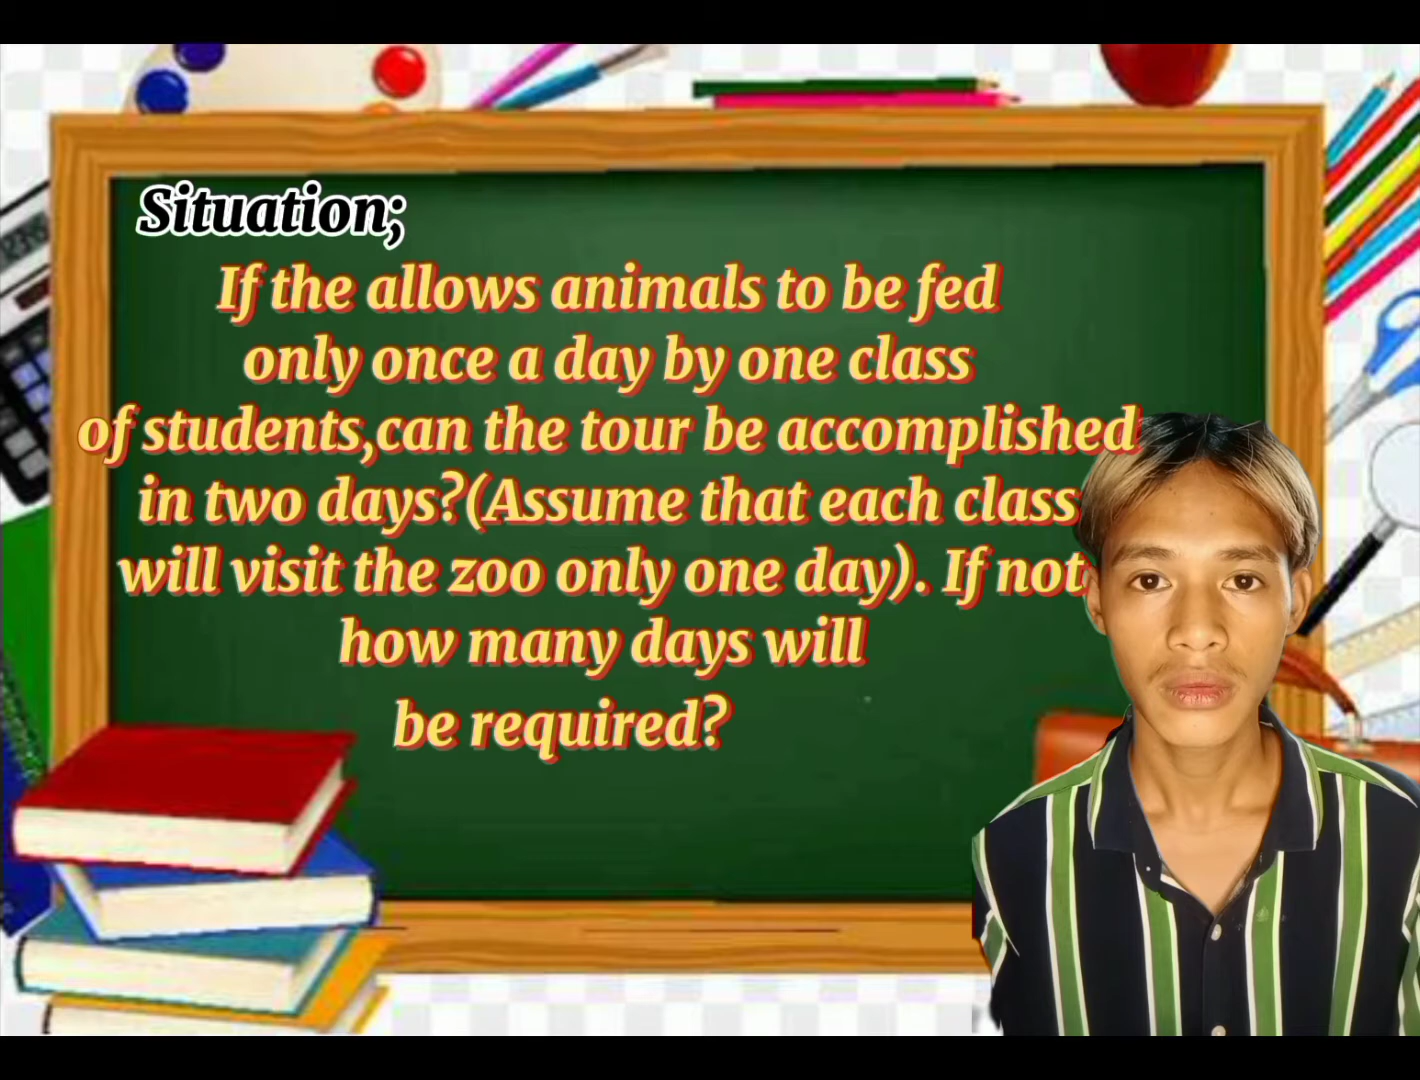 Situation;
If the allows animals to be fed
only once a day by one class
of students,can the tour be accomplished
in two days?(Assume that each class
will visit the zoo only one day). If not
how many days will
be required?